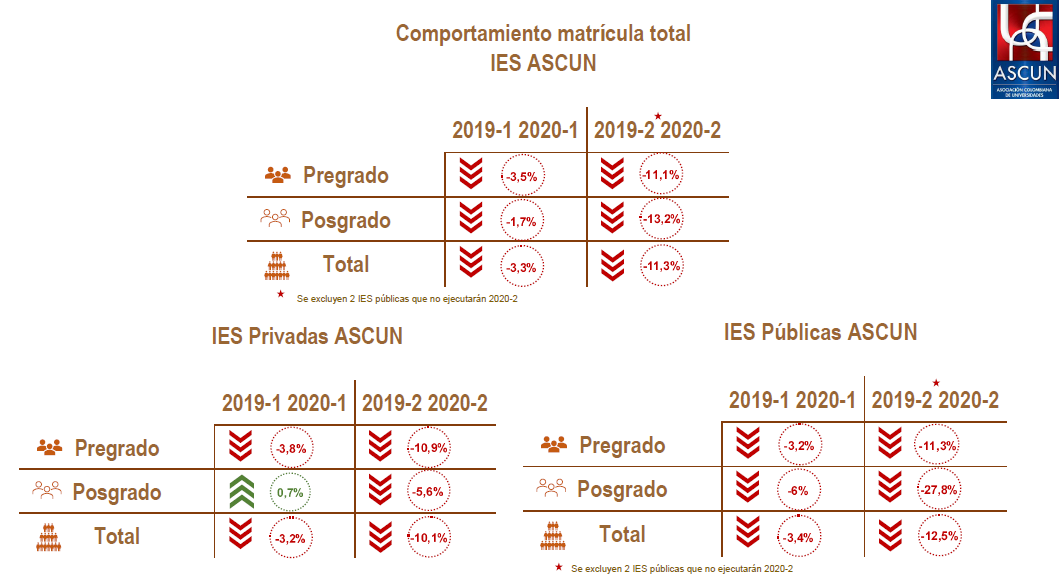 Comportamiento matrícula total
IES ASCUN
ASCUN
ASOCIACIÓN COLOMBIANA
DE UNIVERSIDADES
2019-1 2020-1 2019-2 2020-2
Pregrado -3,5% -11,1%
Posgrado -1,7% -13,2%
Total -3,3% -11,3%
Se excluyen 2 IES públicas que no ejecutarán 2020-2
IES Privadas ASCUN
2019-1 2020-1 2019-2 2020-2
Pregrado -3,8% -10,9%
Posgrado 0,7% -5,6%
Total -3,2% -10,1%
IES Públicas ASCUN
2019-1 2020-1 2019-2 2020-2
Pregrado -3,2% -11,3%
Posgrado -6% -27,8%
Total -3,4% -12,5%
Se excluyen 2 IES públicas que no ejecutarán 2020-2